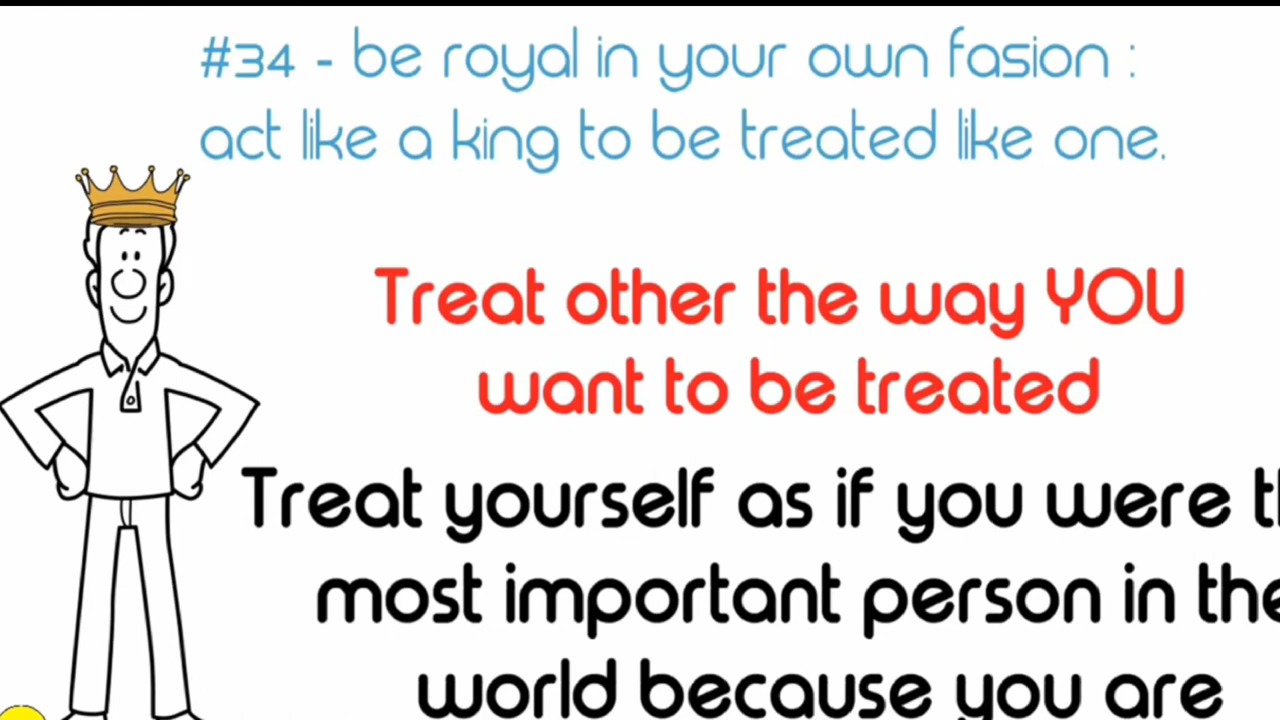 #34 - be royal in your own fasion :
act like a king to be treated like one.
Treat other the way YOU
want to be treated
Treat yourself as if you were
most important person in the
world because you are